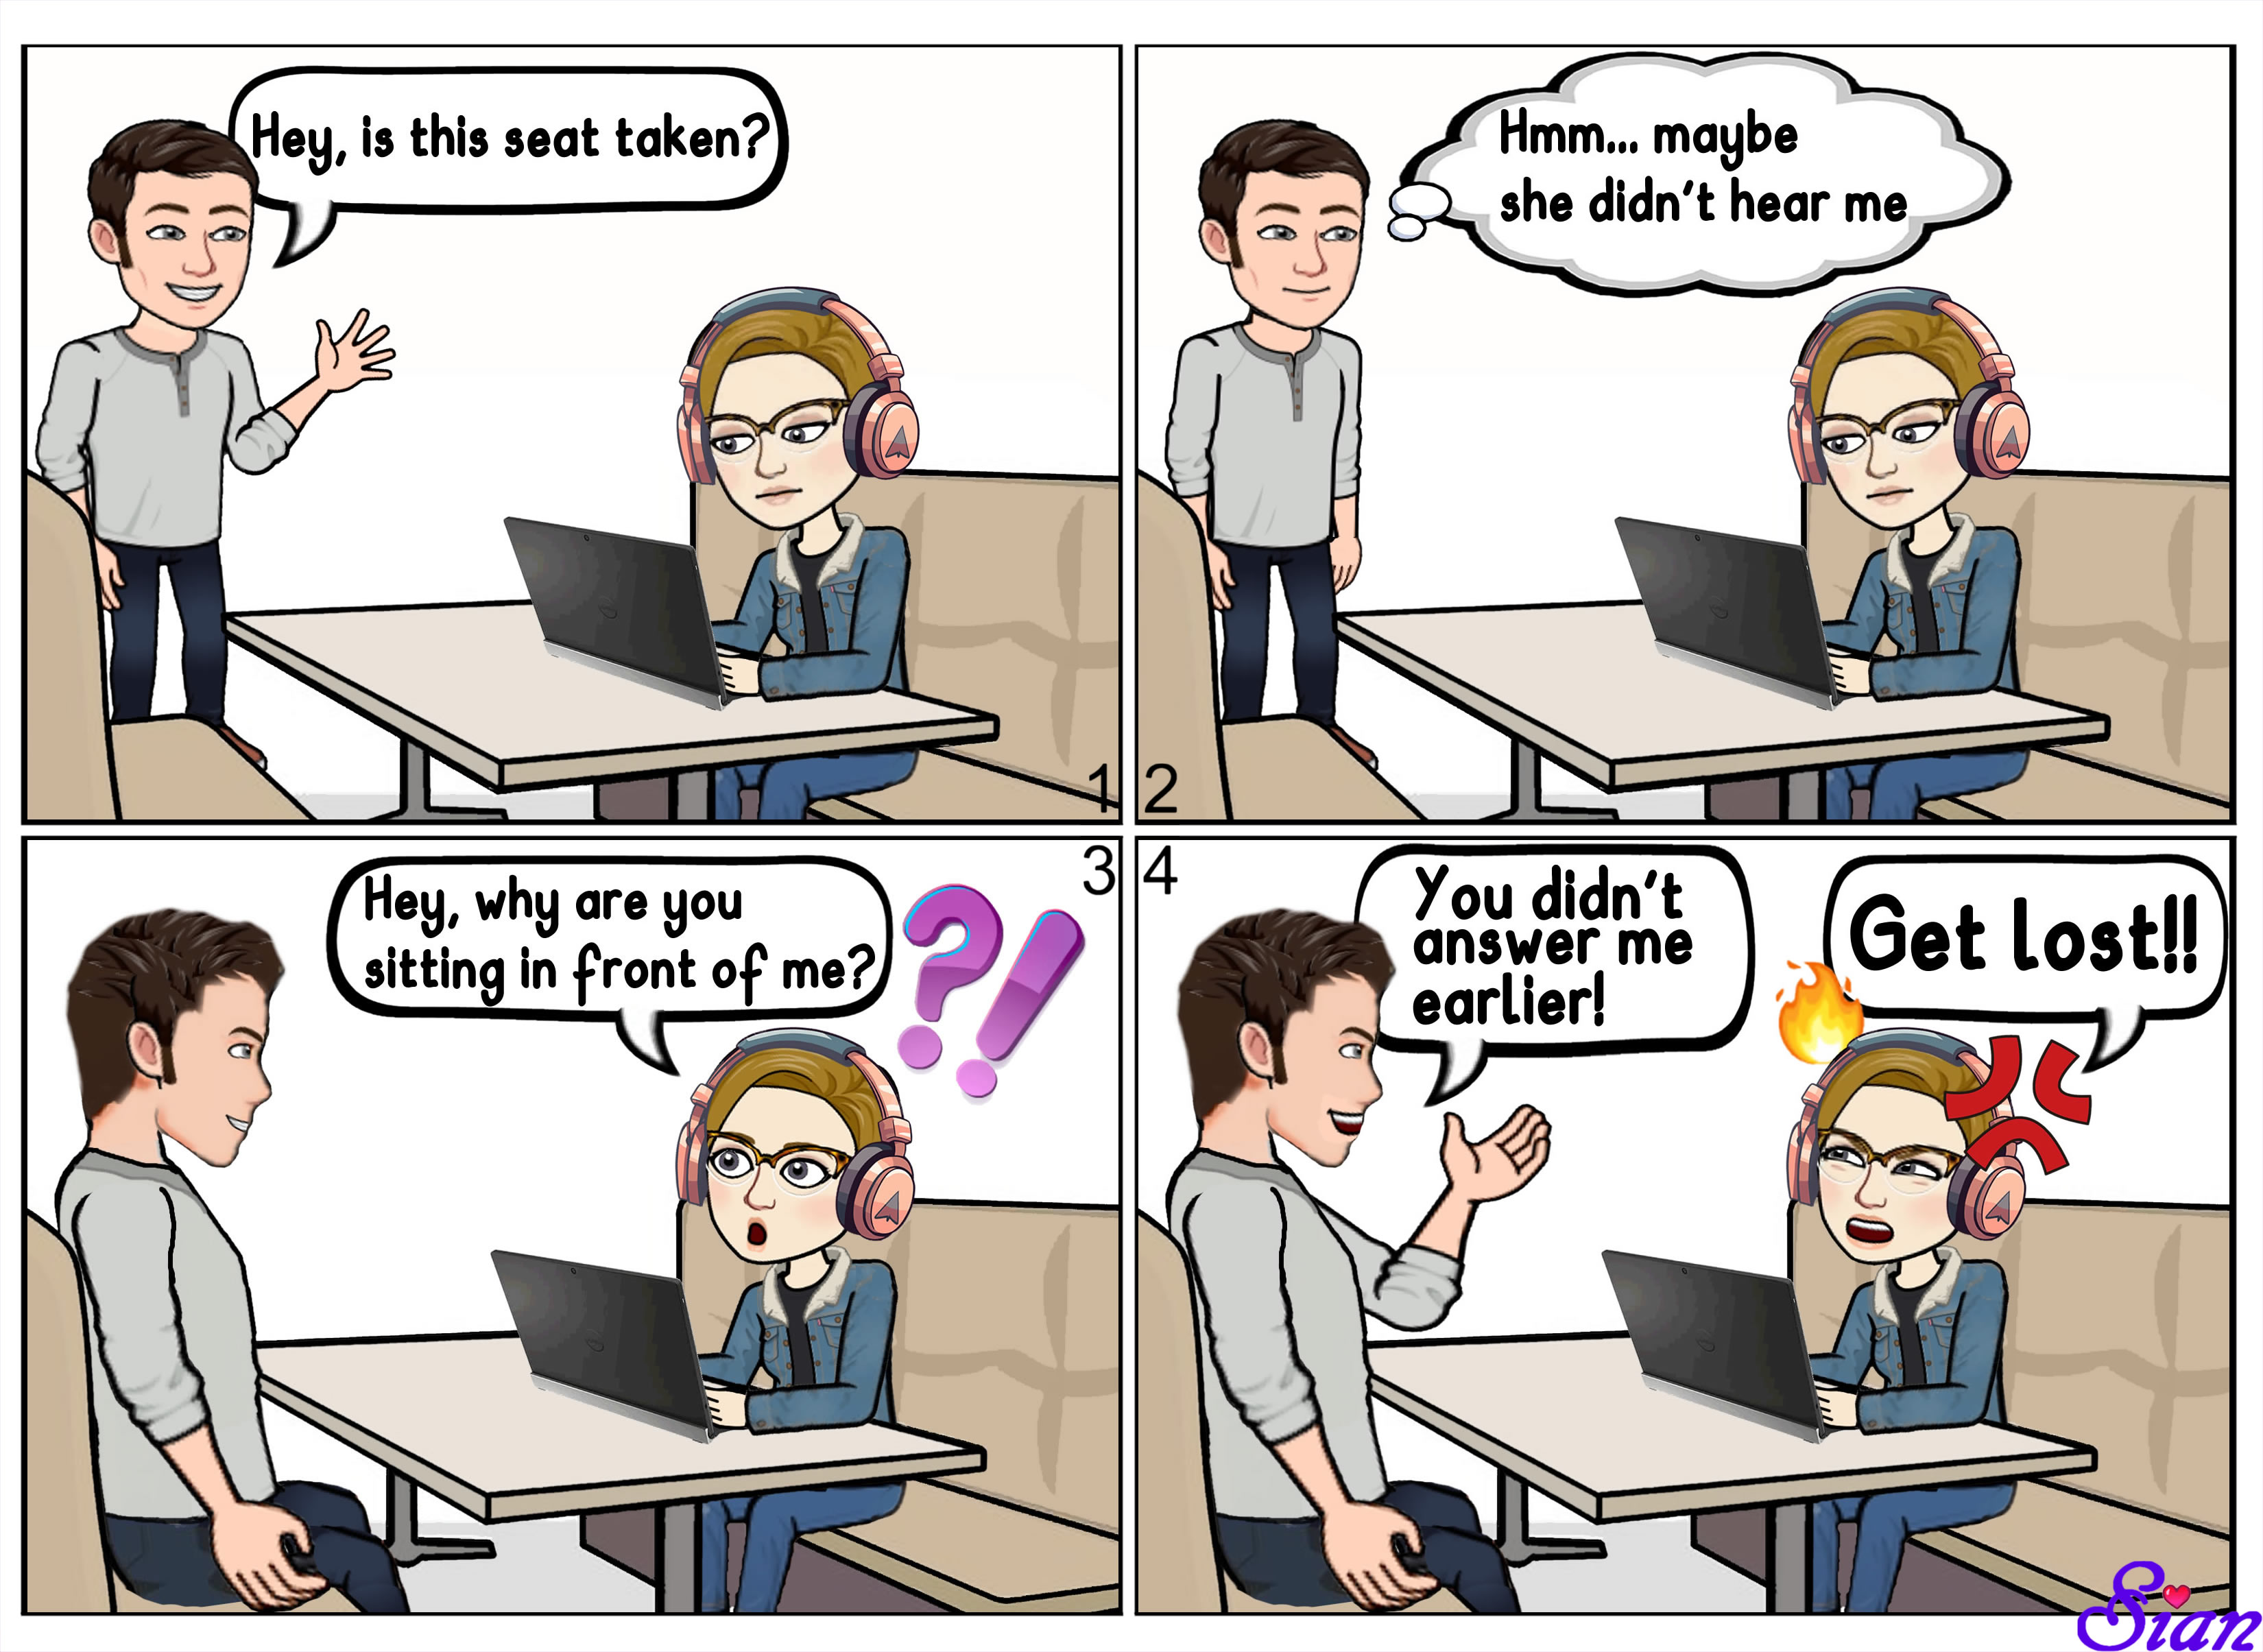 Hey, is this seat taken?
1
2
Hmm... maybe
she didn't hear me
3
Hey, why are you
sitting in front of me?
?!
4
You didn't
answer me
earlier!
Get lost!!
Sian